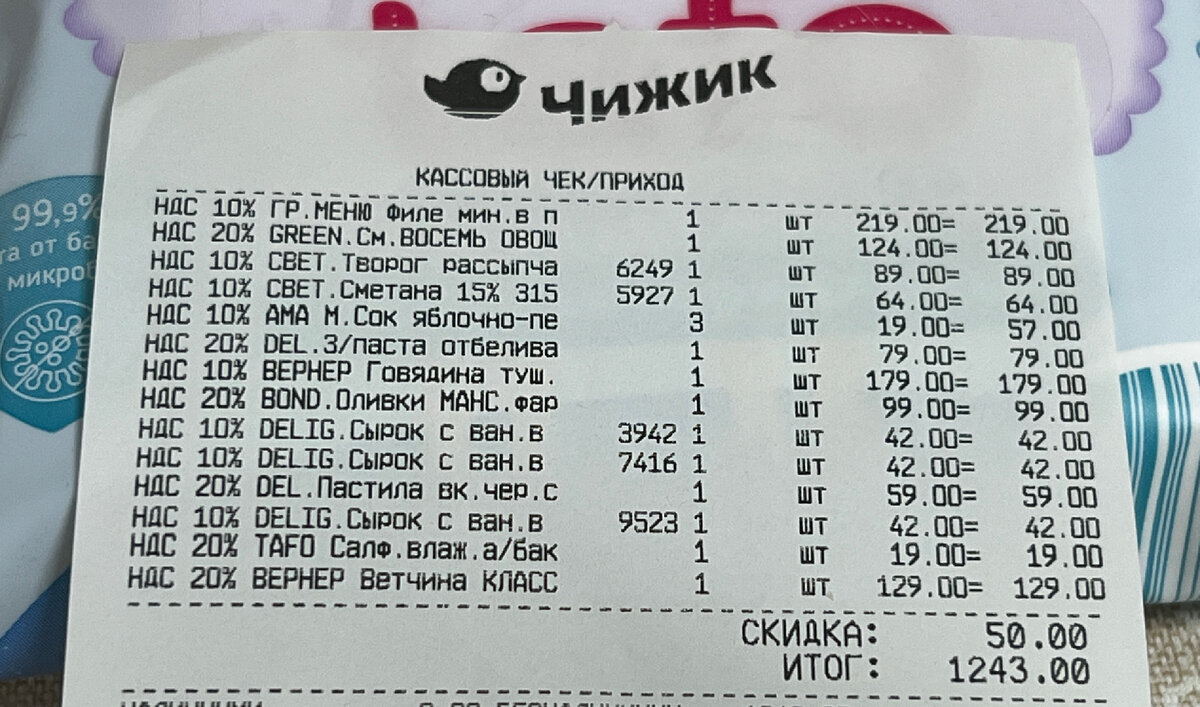 99,9%
та от ба
микроб
ЧИЖИК
КАССОВЫЙ ЧЕК/ПРИХОД
НДС 10% ГР.МЕНЮ Филе мин.в п 1 шт 219.00= 219.00
НДС 20% GREEN.См.ВОСЕМЬ ОВОЩ 1 шт 124.00= 124.00
НДС 10% СВЕТ.Творог рассыпча 6249 1 шт 89.00= 89.00
НДС 10% СВЕТ.Сметана 15% 315 5927 1 шт 64.00= 64.00
НДС 10% АМА М.Сок яблочно-пе 3 шт 19.00= 57.00
НДС 20% DEL.З/паста отбелива 1 шт 79.00= 79.00
НДС 10% ВЕРНЕР Говядина туш. 1 шт 179.00= 179.00
НДС 20% BOND.Оливки МАНС.фар 1 шт 99.00= 99.00
НДС 10% DELIG.Сырок с ван.в 3942 1 шт 42.00= 42.00
НДС 10% DELIG.Сырок с ван.в 7416 1 шт 42.00= 42.00
НДС 20% DEL.Пастила вк.чер.с 1 шт 59.00= 59.00
НДС 10% DELIG.Сырок с ван.в 9523 1 шт 42.00= 42.00
НДС 20% TAFO Салф.влаж.а/бак 1 шт 19.00= 19.00
НДС 20% ВЕРНЕР Ветчина КЛАСС 1 шт 129.00= 129.00
СКИДКА: 50.00
ИТОГ: 1243.00